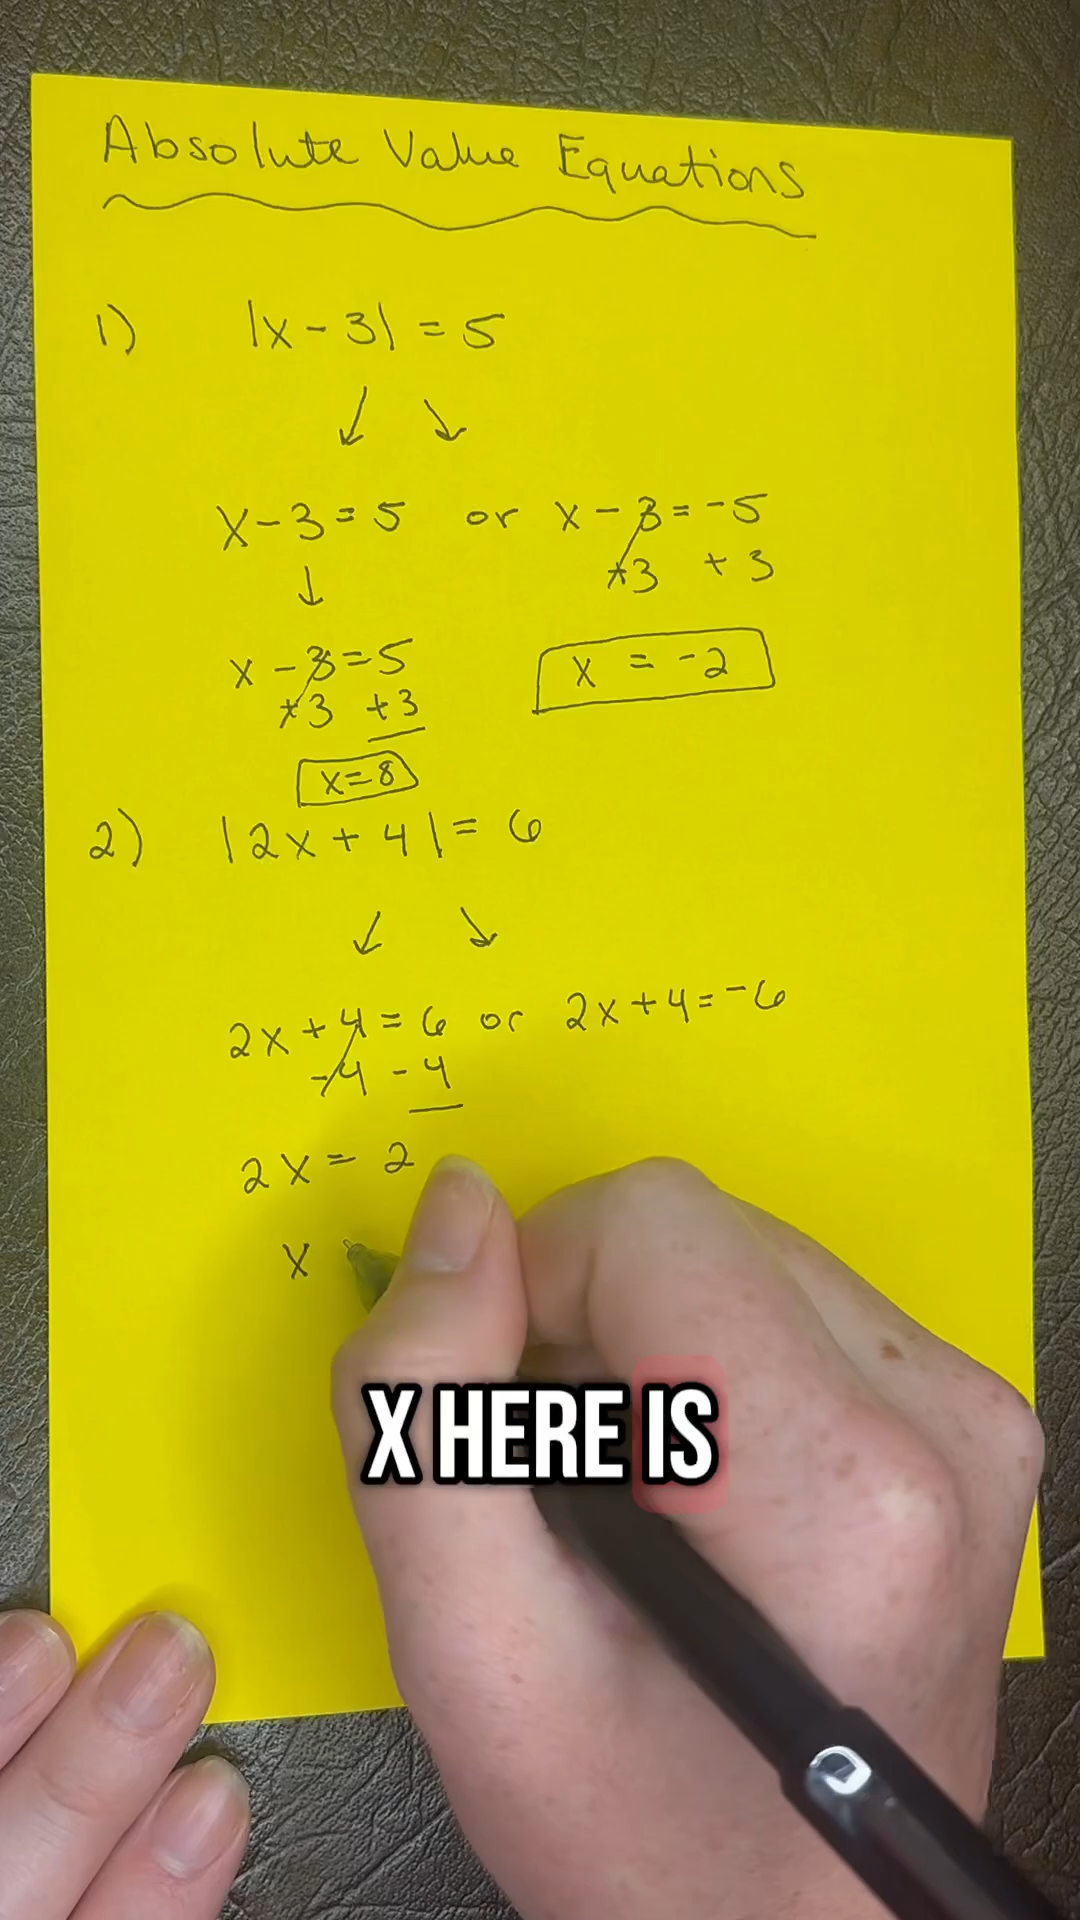 Absolute Value Equations
1) |x - 3| = 5
↙ ↘
x - 3 = 5 or x - 3 = -5
↓ +3 +3
x - 3 = 5 x = -2
+3 +3
x = 8
2) |2x + 4| = 6
↙ ↘
2x + 4 = 6 or 2x + 4 = -6
-4 -4
2x = 2
x
X HERE IS